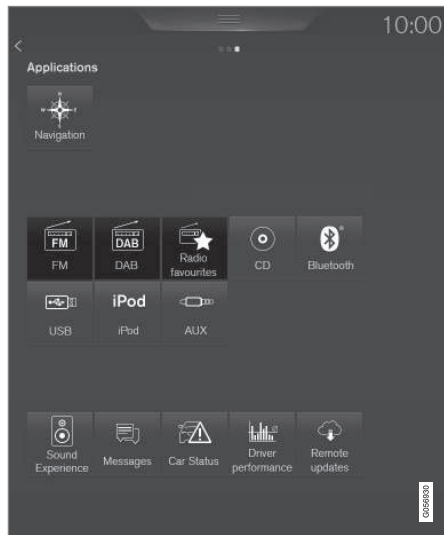 10:00
Applications
Navigation
FM
DAB
FM
DAB
Radio
favourites
CD
Bluetooth
iPod
USB
iPod
AUX
Sound
Experience
Messages
Car Status
Driver
performance
Remote
updates
G056930